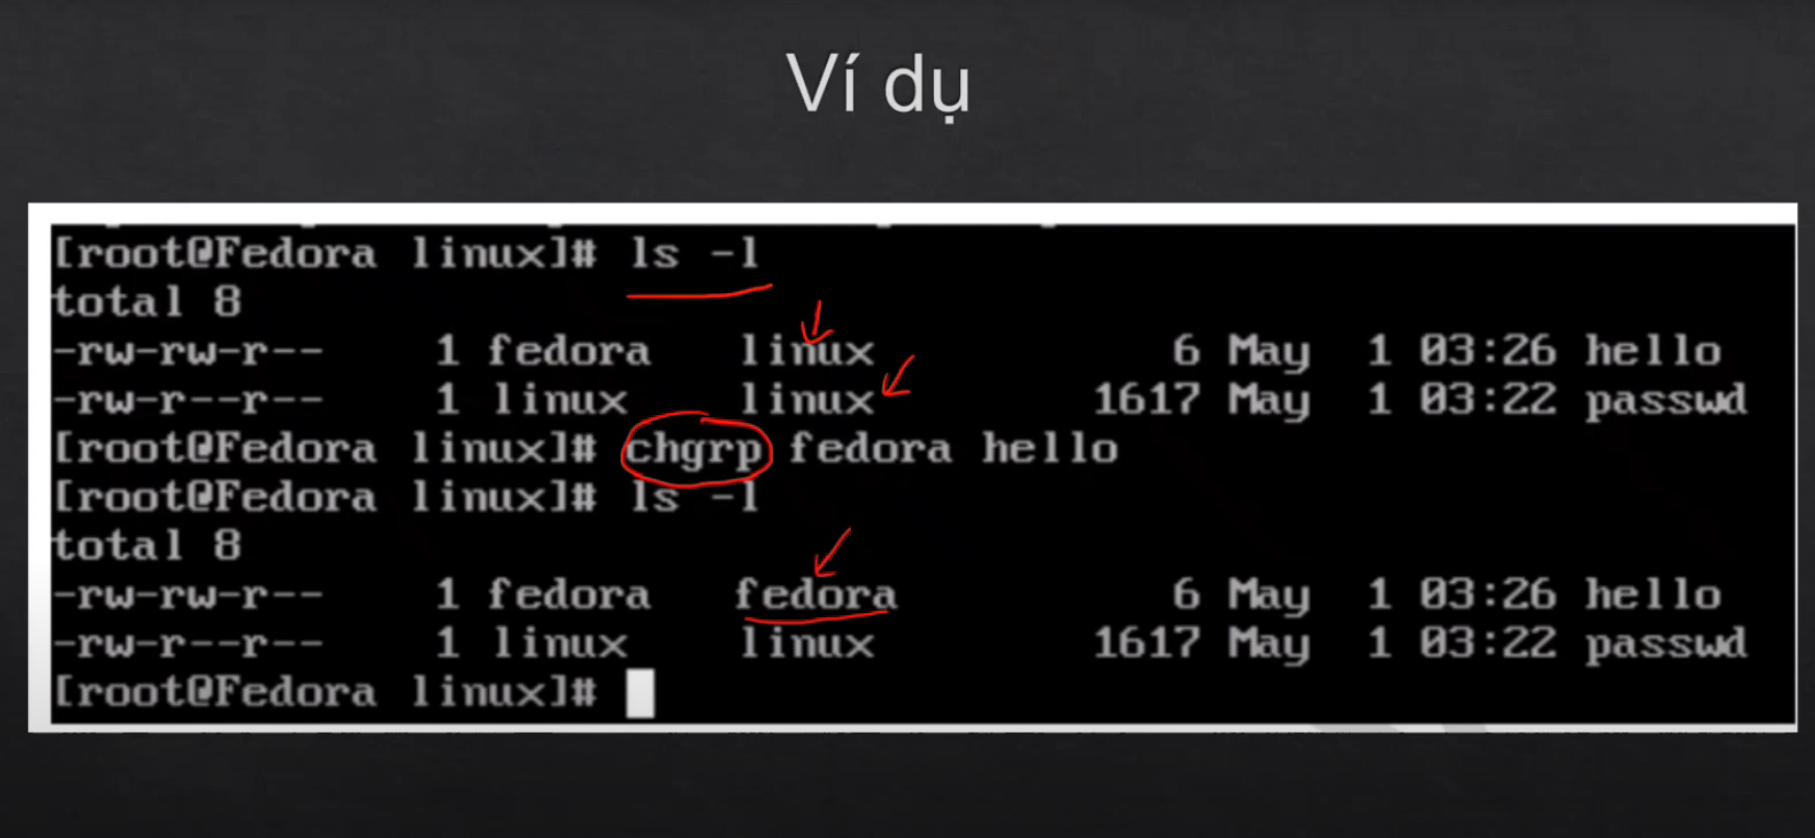 Ví dụ
[root@Fedora linux]# ls -l
total 8
-rw-rw-r-- 1 fedora linux 6 May 1 03:26 hello
-rw-r--r-- 1 linux linux 1617 May 1 03:22 passwd
[root@Fedora linux]# chgrp fedora hello
[root@Fedora linux]# ls -l
total 8
-rw-rw-r-- 1 fedora fedora 6 May 1 03:26 hello
-rw-r--r-- 1 linux linux 1617 May 1 03:22 passwd
[root@Fedora linux]#